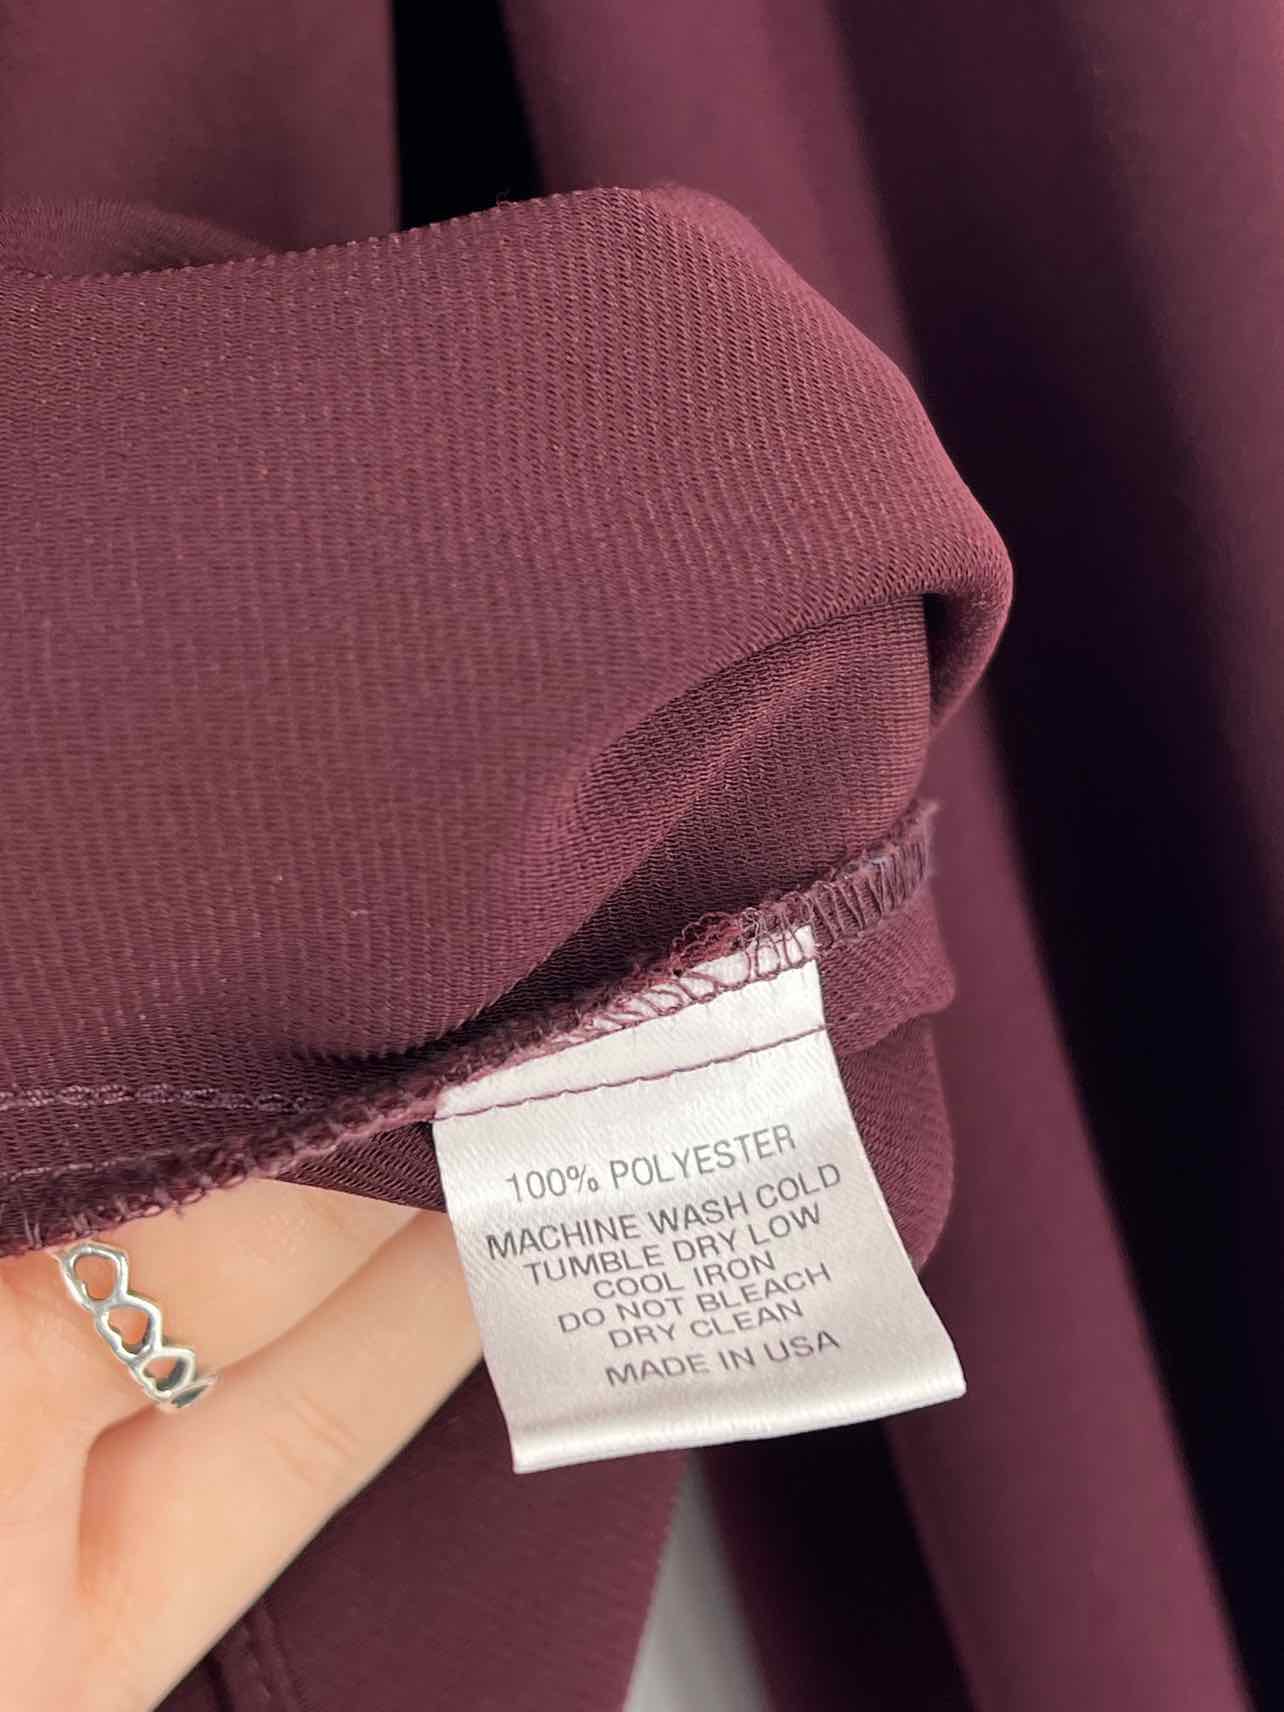 100% POLYESTER
MACHINE WASH COLD
TUMBLE DRY LOW
COOL IRON
DO NOT BLEACH
DRY CLEAN
MADE IN USA